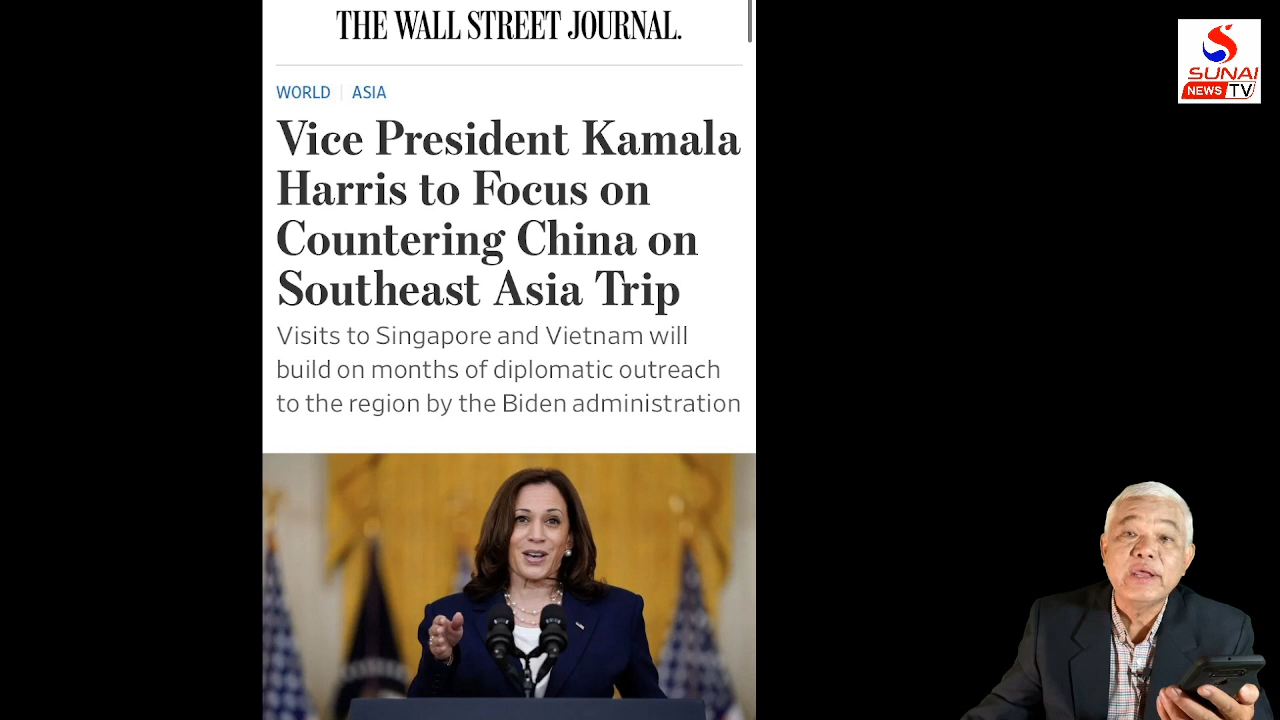 THE WALL STREET JOURNAL.
WORLD | ASIA
Vice President Kamala
Harris to Focus on
Countering China on
Southeast Asia Trip
Visits to Singapore and Vietnam will
build on months of diplomatic outreach
to the region by the Biden administration
SUNAI
NEWS TV